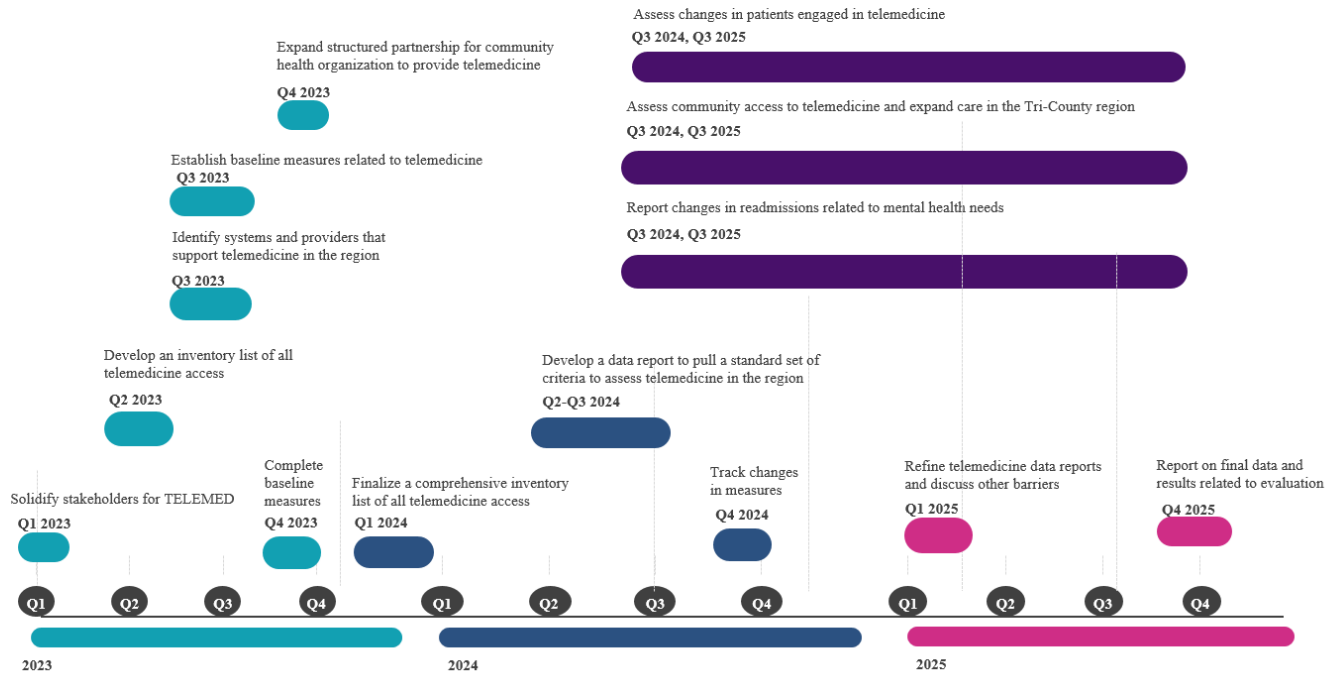 Assess changes in patients engaged in telemedicine
Q3 2024, Q3 2025
Expand structured partnership for community
health organization to provide telemedicine
Q4 2023
Assess community access to telemedicine and expand care in the Tri-County region
Q3 2024, Q3 2025
Establish baseline measures related to telemedicine
Q3 2023
Report changes in readmissions related to mental health needs
Q3 2024, Q3 2025
Identify systems and providers that
support telemedicine in the region
Q3 2023
Develop an inventory list of all
telemedicine access
Q2 2023
Develop a data report to pull a standard set of
criteria to assess telemedicine in the region
Q2-Q3 2024
Solidify stakeholders for TELEMED
Q1 2023
Complete
baseline
measures
Q4 2023
Finalize a comprehensive inventory
list of all telemedicine access
Q1 2024
Track changes
in measures
Q4 2024
Refine telemedicine data reports
and discuss other barriers
Q1 2025
Report on final data and
results related to evaluation
Q4 2025
Q1 Q2 Q3 Q4 Q1 Q2 Q3 Q4 Q1 Q2 Q3 Q4
2023 2024 2025